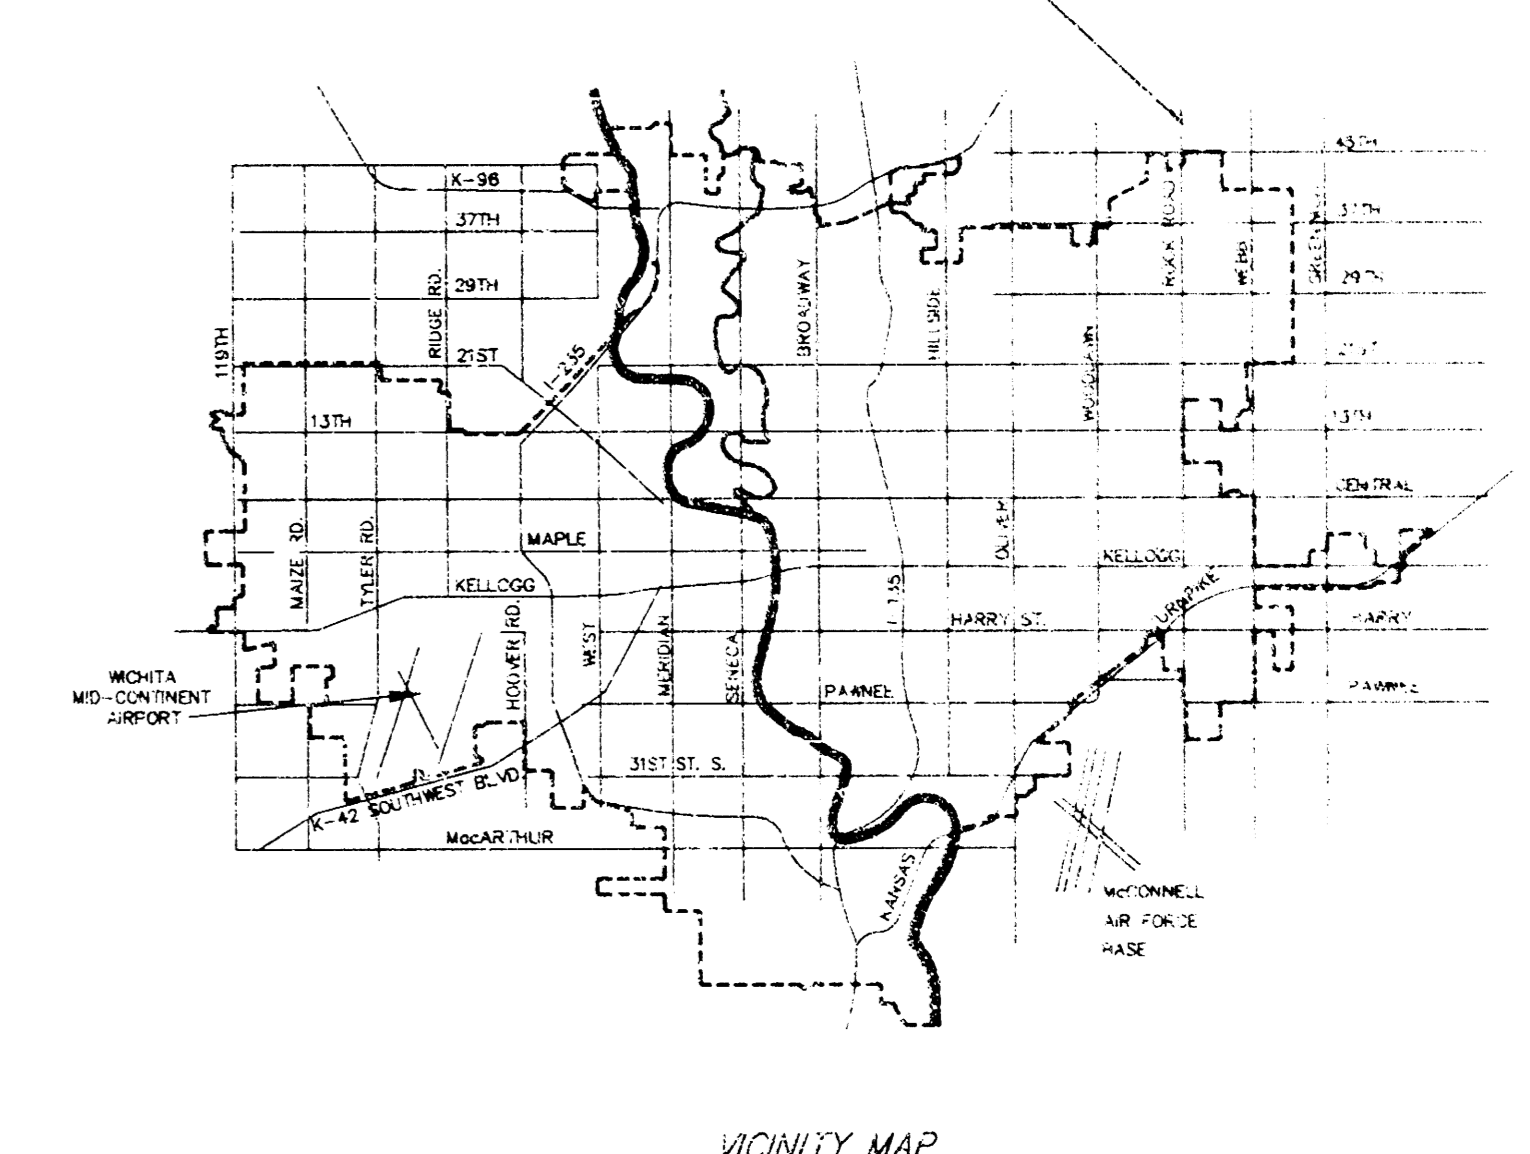 45TH
K-96
37TH
37TH
ROCK ROAD
WEBB
GREENWICH
29TH
29TH
RIDGE RD.
BROADWAY
HILLSIDE
119TH
21ST
21ST
I-235
WOODLAWN
13TH
13TH
CENTRAL
MAIZE RD.
TYLER RD.
MAPLE
OLIVER
KELLOGG
KELLOGG
I-135
TURNPIKE
HOOVER RD.
WEST
MERIDIAN
SENECA
HARRY ST.
HARRY
WICHITA
MID-CONTINENT
AIRPORT
PAWNEE
PAWNEE
31ST ST. S.
K-42 SOUTHWEST BLVD.
MacARTHUR
KANSAS
McCONNELL
AIR FORCE
BASE
VICINITY MAP